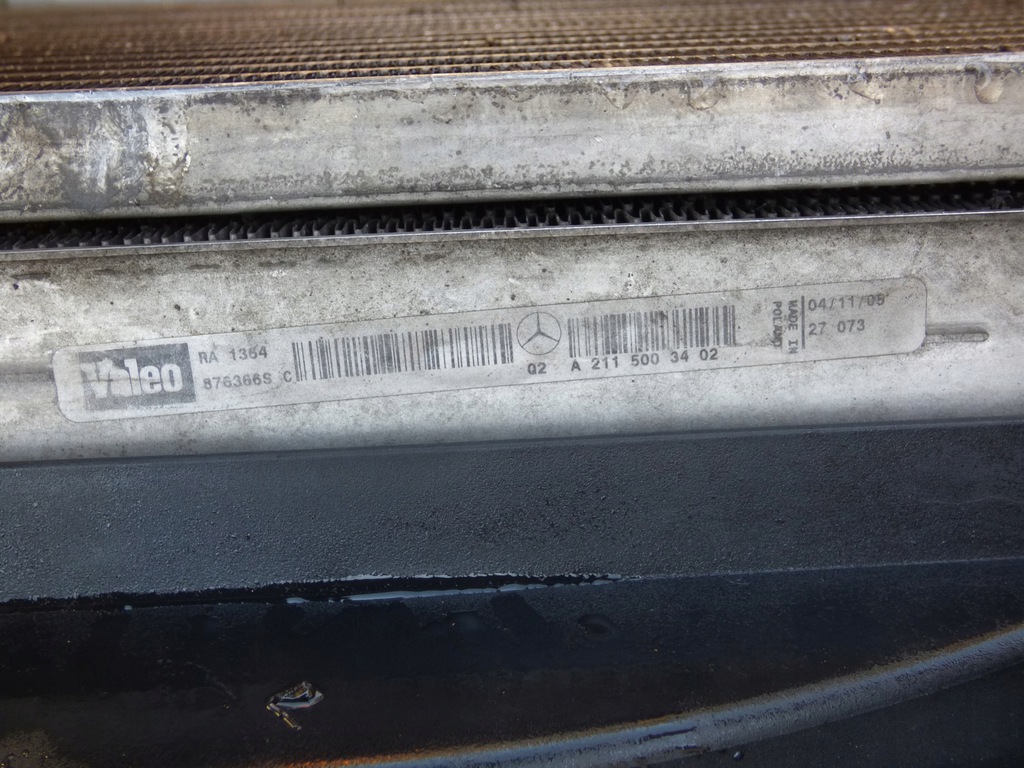 Valeo
RA 1364
876366S C
Q2 A 211 500 34 02
MADE IN
POLAND
04/11/05
27 073